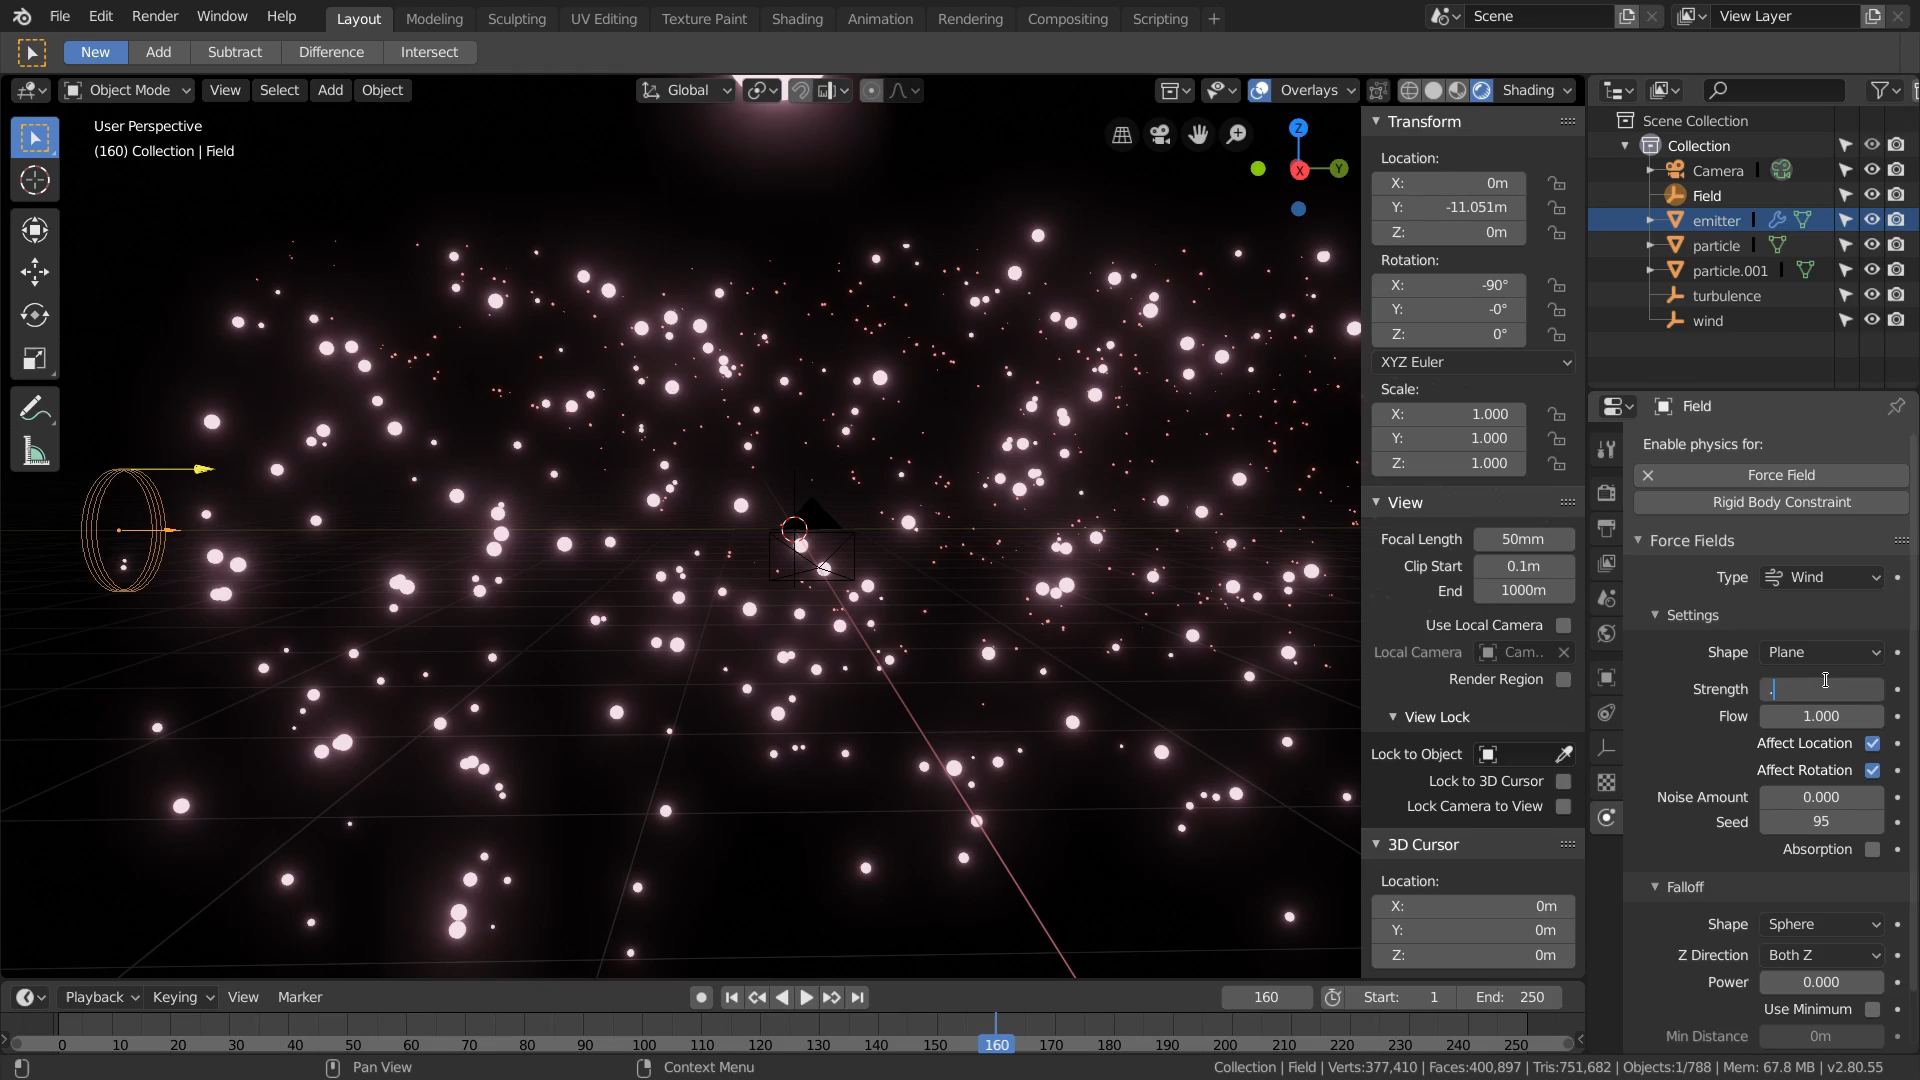 File Edit Render Window Help Layout Modeling Sculpting UV Editing Texture Paint Shading Animation Rendering Compositing Scripting + Scene View Layer
New Add Subtract Difference Intersect
Object Mode View Select Add Object Global Overlays Shading
User Perspective
(160) Collection | Field
Z
X
Y
Transform
Location:
X: 0m
Y: -11.051m
Z: 0m
Rotation:
X: -90°
Y: -0°
Z: 0°
XYZ Euler
Scale:
X: 1.000
Y: 1.000
Z: 1.000
View
Focal Length 50mm
Clip Start 0.1m
End 1000m
Use Local Camera
Local Camera Cam..
Render Region
View Lock
Lock to Object
Lock to 3D Cursor
Lock Camera to View
3D Cursor
Location:
X: 0m
Y: 0m
Z: 0m
Scene Collection
Collection
Camera
Field
emitter
particle
particle.001
turbulence
wind
Field
Enable physics for:
Force Field
Rigid Body Constraint
Force Fields
Type Wind
Settings
Shape Plane
Strength .
Flow 1.000
Affect Location
Affect Rotation
Noise Amount 0.000
Seed 95
Absorption
Falloff
Shape Sphere
Z Direction Both Z
Power 0.000
Use Minimum
Min Distance 0m
Playback Keying View Marker 160 Start: 1 End: 250
0 10 20 30 40 50 60 70 80 90 100 110 120 130 140 150 160 170 180 190 200 210 220 230 240 250
Pan View Context Menu Collection | Field | Verts:377,410 | Faces:400,897 | Tris:751,682 | Objects:1/788 | Mem: 67.8 MB | v2.80.55